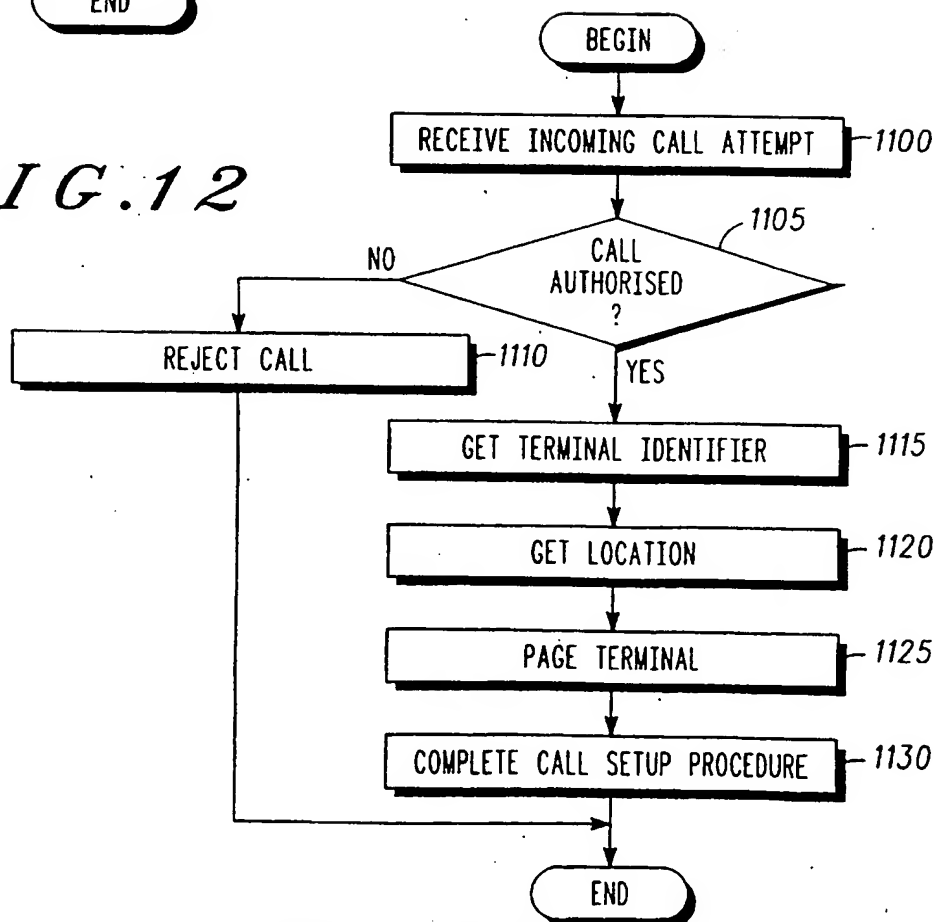 END
BEGIN
RECEIVE INCOMING CALL ATTEMPT
1100
IG.12
1105
CALL
AUTHORISED
?
NO
REJECT CALL
1110
YES
GET TERMINAL IDENTIFIER
1115
GET LOCATION
1120
PAGE TERMINAL
1125
COMPLETE CALL SETUP PROCEDURE
1130
END